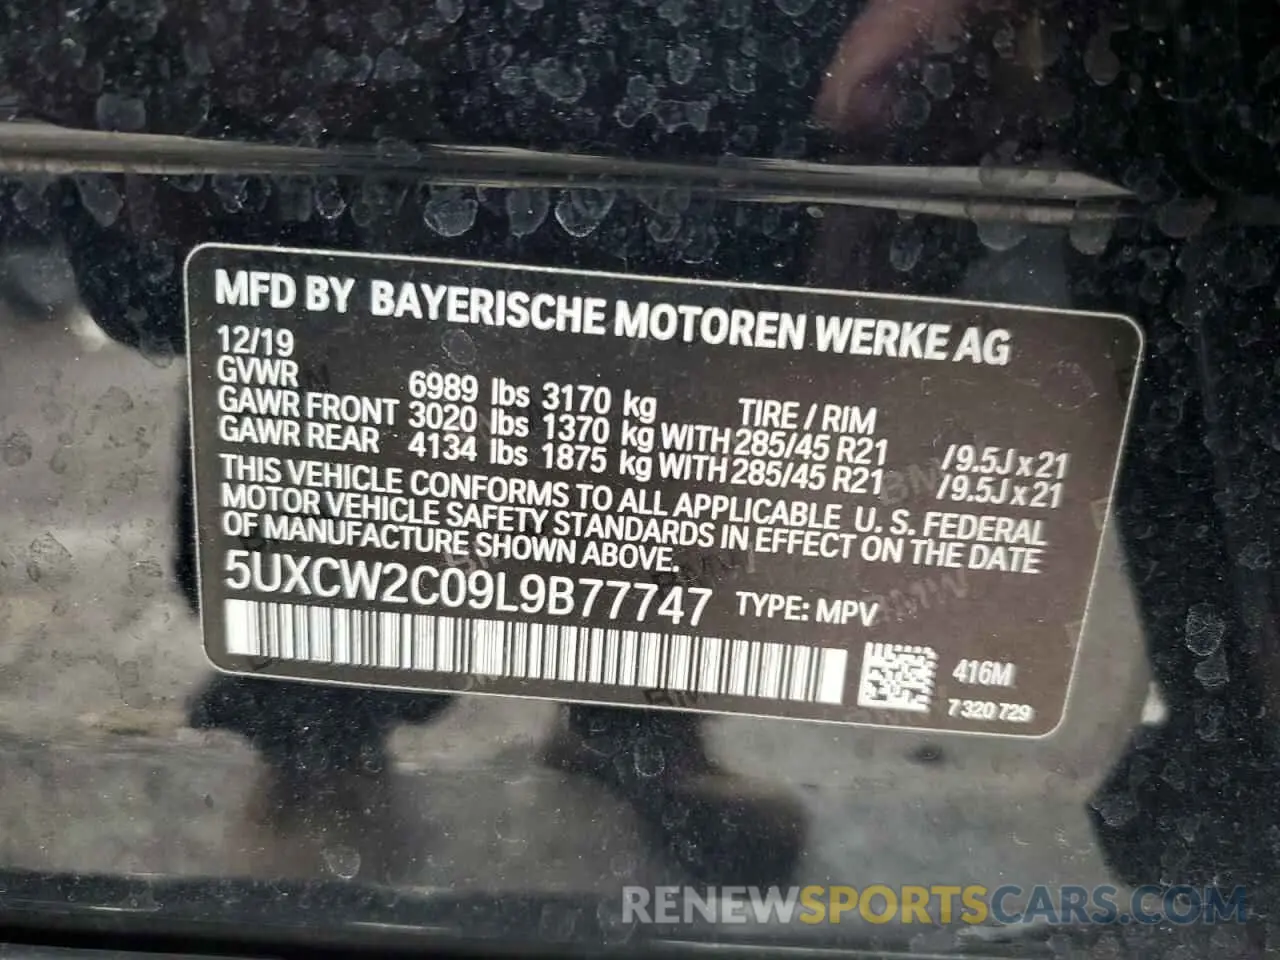 MFD BY BAYERISCHE MOTOREN WERKE AG
12/19
GVWR 6989 lbs 3170 kg TIRE / RIM
GAWR FRONT 3020 lbs 1370 kg WITH 285/45 R21 /9.5J x 21
GAWR REAR 4134 lbs 1875 kg WITH 285/45 R21 /9.5J x 21
THIS VEHICLE CONFORMS TO ALL APPLICABLE U. S. FEDERAL
MOTOR VEHICLE SAFETY STANDARDS IN EFFECT ON THE DATE
OF MANUFACTURE SHOWN ABOVE.
5UXCW2C09L9B77747 TYPE: MPV
416M
7 320 729
RENEWSPORTSCARS.COM